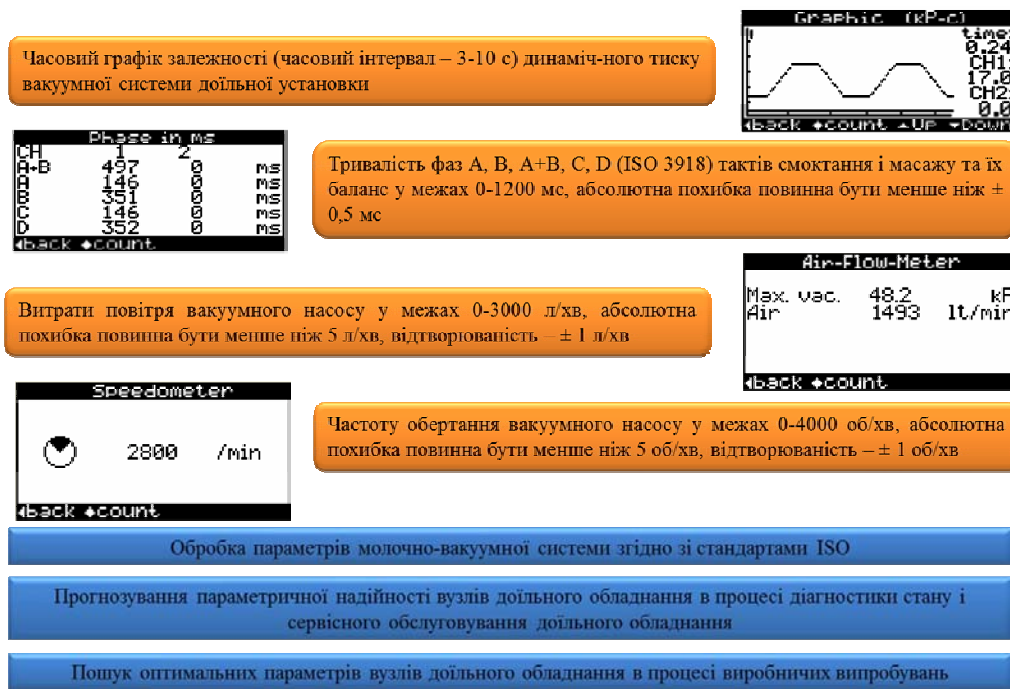 Graphic (kP-c)
Часовий графік залежності (часовий інтервал – 3-10 с) динаміч-ного тиску
вакуумної системи доїльної установки
time:
0.24
CH1:
17.0
CH2:
0.0
back count Up Down
Phase in ms
CH 1 2
A+B 497 0 ms
A 146 0 ms
B 351 0 ms
C 146 0 ms
D 352 0 ms
back count
Тривалість фаз A, B, A+B, C, D (ISO 3918) тактів смоктання і масажу та їх
баланс у межах 0-1200 мс, абсолютна похибка повинна бути менше ніж ±
0,5 мс
Витрати повітря вакуумного насосу у межах 0-3000 л/хв, абсолютна
похибка повинна бути менше ніж 5 л/хв, відтворюваність – ± 1 л/хв
Air-Flow-Meter
Max. vac. 48.2 kP
Air 1493 lt/min
back count
Speedometer
2800 /min
back count
Частоту обертання вакуумного насосу у межах 0-4000 об/хв, абсолютна
похибка повинна бути менше ніж 5 об/хв, відтворюваність – ± 1 об/хв
Обробка параметрів молочно-вакуумної системи згідно зі стандартами ISO
Прогнозування параметричної надійності вузлів доїльного обладнання в процесі діагностики стану і
сервісного обслуговування доїльного обладнання
Пошук оптимальних параметрів вузлів доїльного обладнання в процесі виробничих випробувань